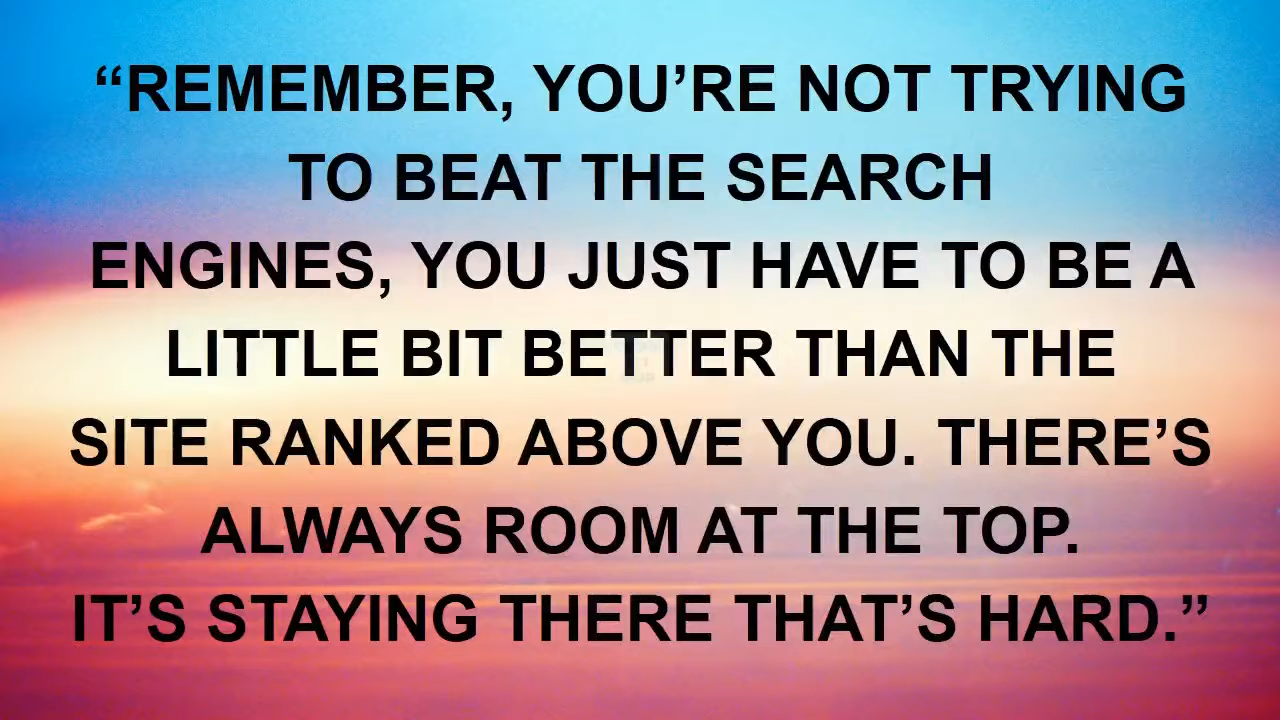 “REMEMBER, YOU’RE NOT TRYING
TO BEAT THE SEARCH
ENGINES, YOU JUST HAVE TO BE A
LITTLE BIT BETTER THAN THE
SITE RANKED ABOVE YOU. THERE’S
ALWAYS ROOM AT THE TOP.
IT’S STAYING THERE THAT’S HARD.”